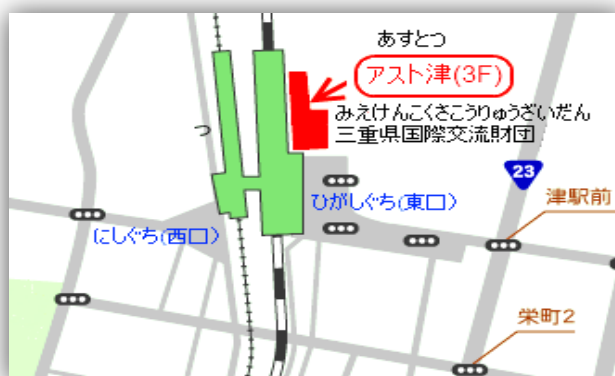 あすとつ
アスト津(3F)
みえけんこくさこうりゅうざいだん
三重県国際交流財団
つ
23
ひがしぐち(東口)
津駅前
にしぐち(西口)
栄町2